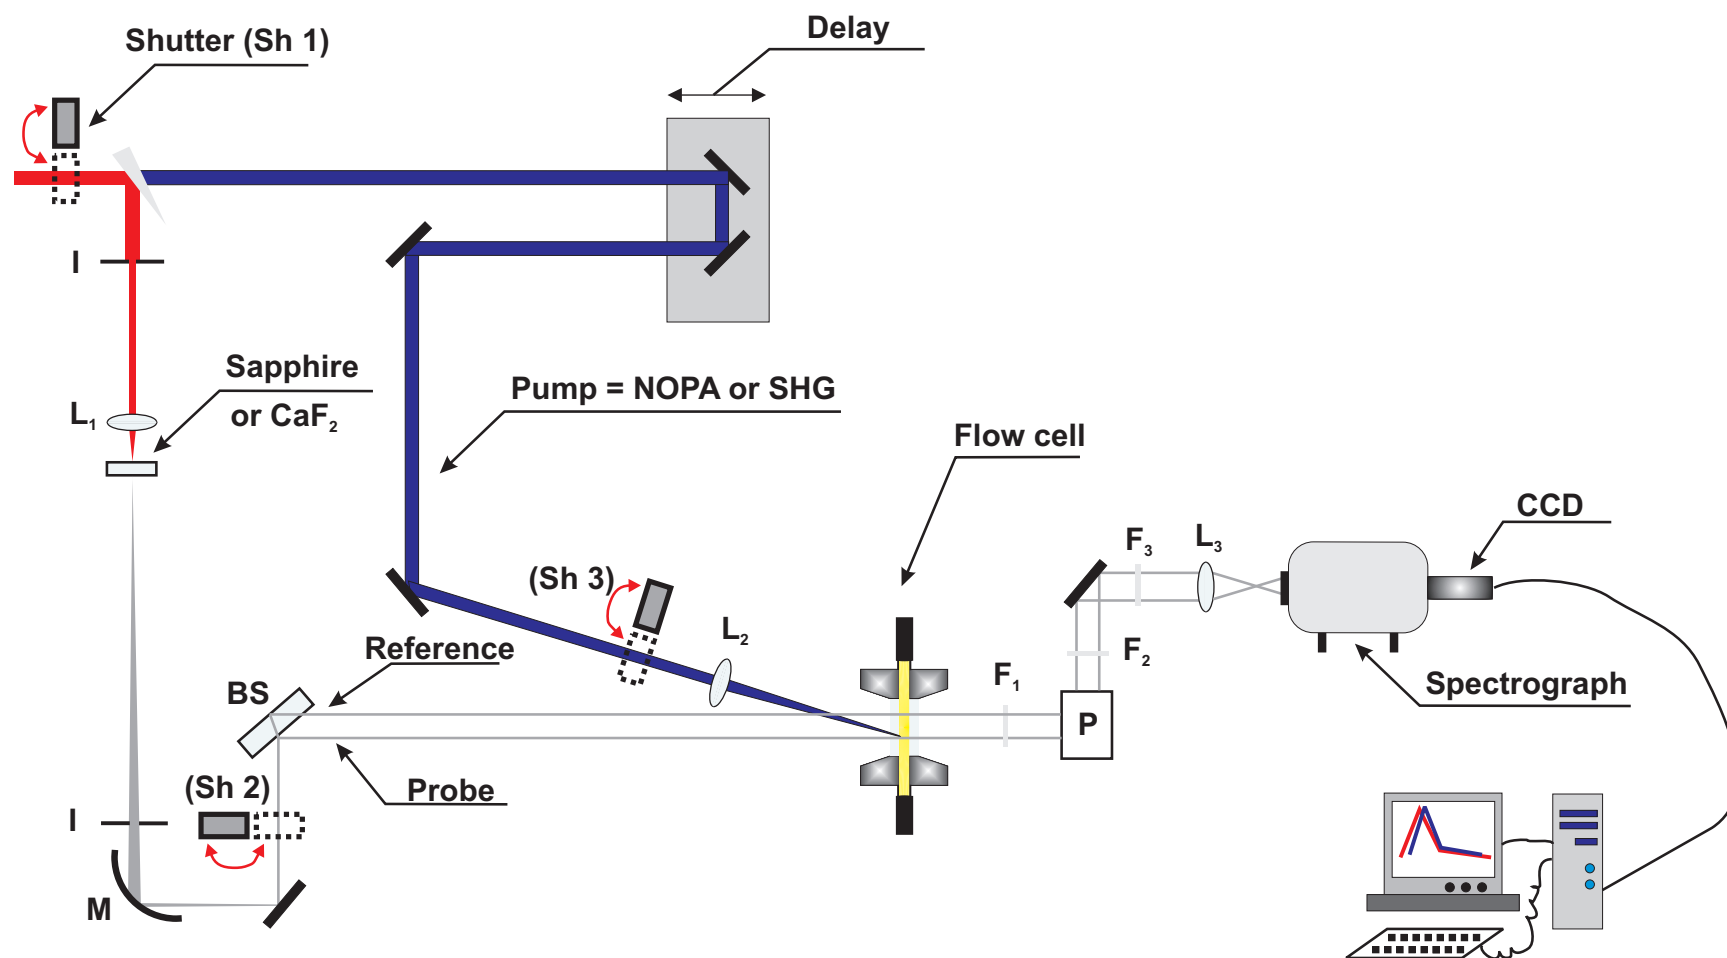 Shutter (Sh 1)
Delay
I
Sapphire
or CaF₂
L₁
Pump = NOPA or SHG
Flow cell
CCD
F₃
L₃
(Sh 3)
L₂
Reference
F₂
BS
F₁
Spectrograph
P
(Sh 2)
Probe
I
M